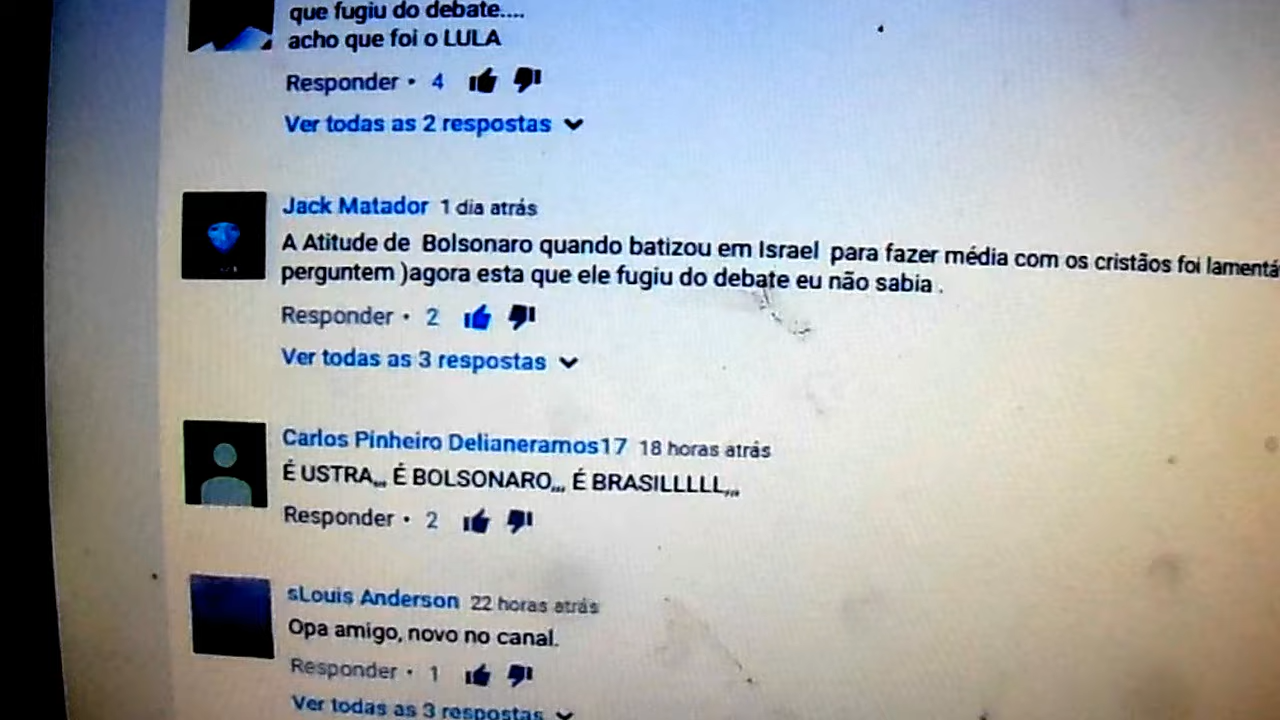 que fugiu do debate....
acho que foi o LULA
Responder • 4
Ver todas as 2 respostas
Jack Matador 1 dia atrás
A Atitude de Bolsonaro quando batizou em Israel para fazer média com os cristãos foi lamentá
perguntem )agora esta que ele fugiu do debate eu não sabia .
Responder • 2
Ver todas as 3 respostas
Carlos Pinheiro Delianeramos17 18 horas atrás
É USTRA,,, É BOLSONARO,,, É BRASILLLLL,,,
Responder • 2
sLouis Anderson 22 horas atrás
Opa amigo, novo no canal.
Responder • 1
Ver todas as 3 respostas